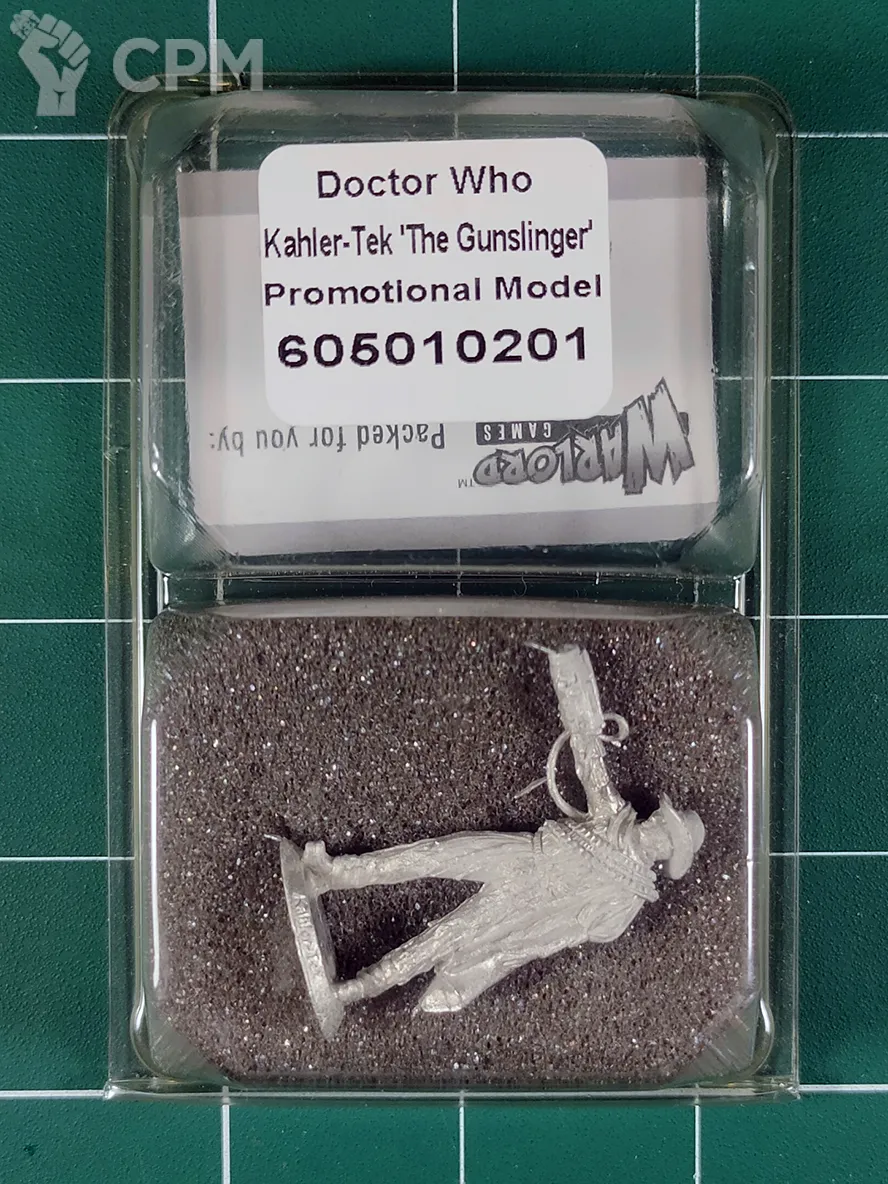 CPM
Doctor Who
Kahler-Tek 'The Gunslinger'
Promotional Model
605010201
Packed for you by:
WARLORD
GAMES
TM